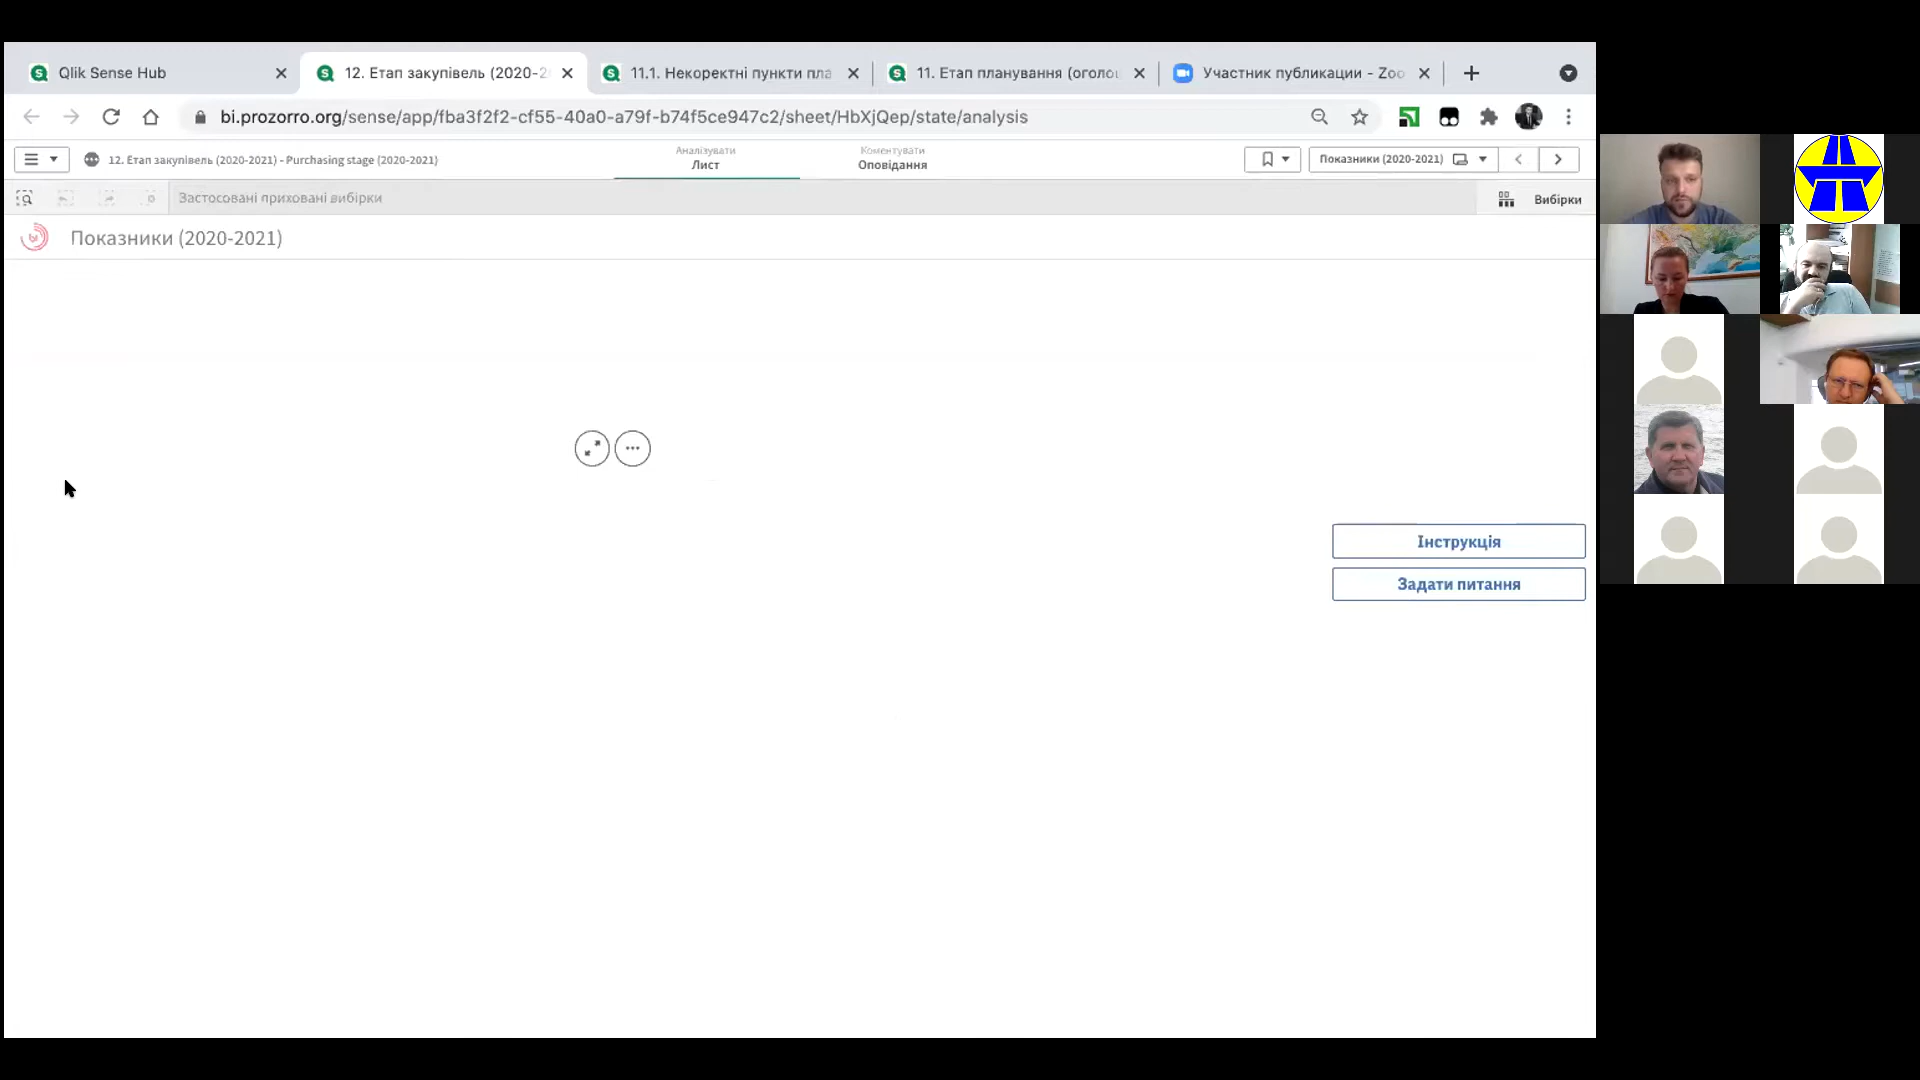 Qlik Sense Hub
12. Етап закупівель (2020-2
11.1. Некоректні пункти пла
11. Етап планування (оголо
Участник публикации - Zoo
bi.prozorro.org/sense/app/fba3f2f2-cf55-40a0-a79f-b74f5ce947c2/sheet/HbXjQep/state/analysis
12. Етап закупівель (2020-2021) - Purchasing stage (2020-2021)
Аналізувати
Лист
Коментувати
Оповідання
Показники (2020-2021)
Застосовані приховані вибірки
Вибірки
Показники (2020-2021)
Інструкція
Задати питання